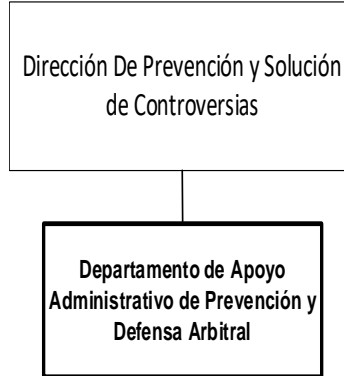 Dirección De Prevención y Solución
de Controversias
Departamento de Apoyo
Administrativo de Prevención y
Defensa Arbitral